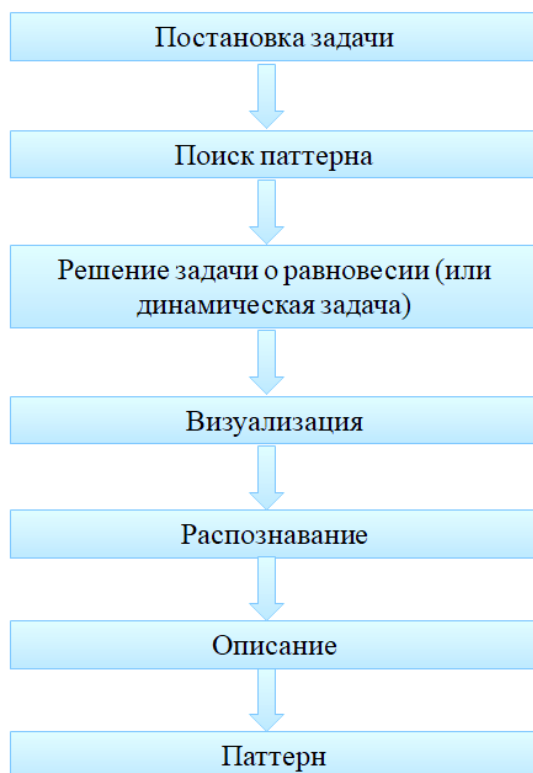 Постановка задачи
Поиск паттерна
Решение задачи о равновесии (или
динамическая задача)
Визуализация
Распознавание
Описание
Паттерн